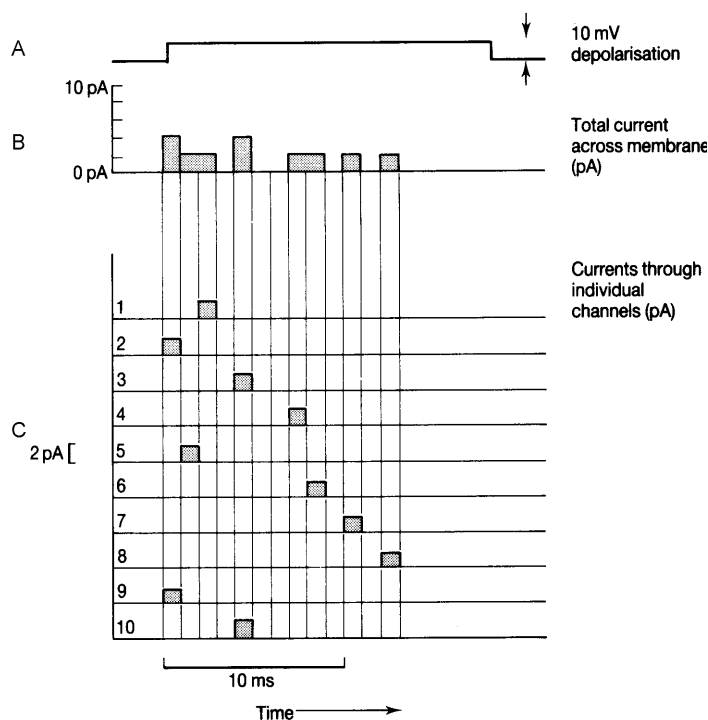 A
10 mV
depolarisation
10 pA
B
0 pA
Total current
across membrane
(pA)
Currents through
individual
channels (pA)
1
2
3
4
C
2 pA [
5
6
7
8
9
10
10 ms
Time